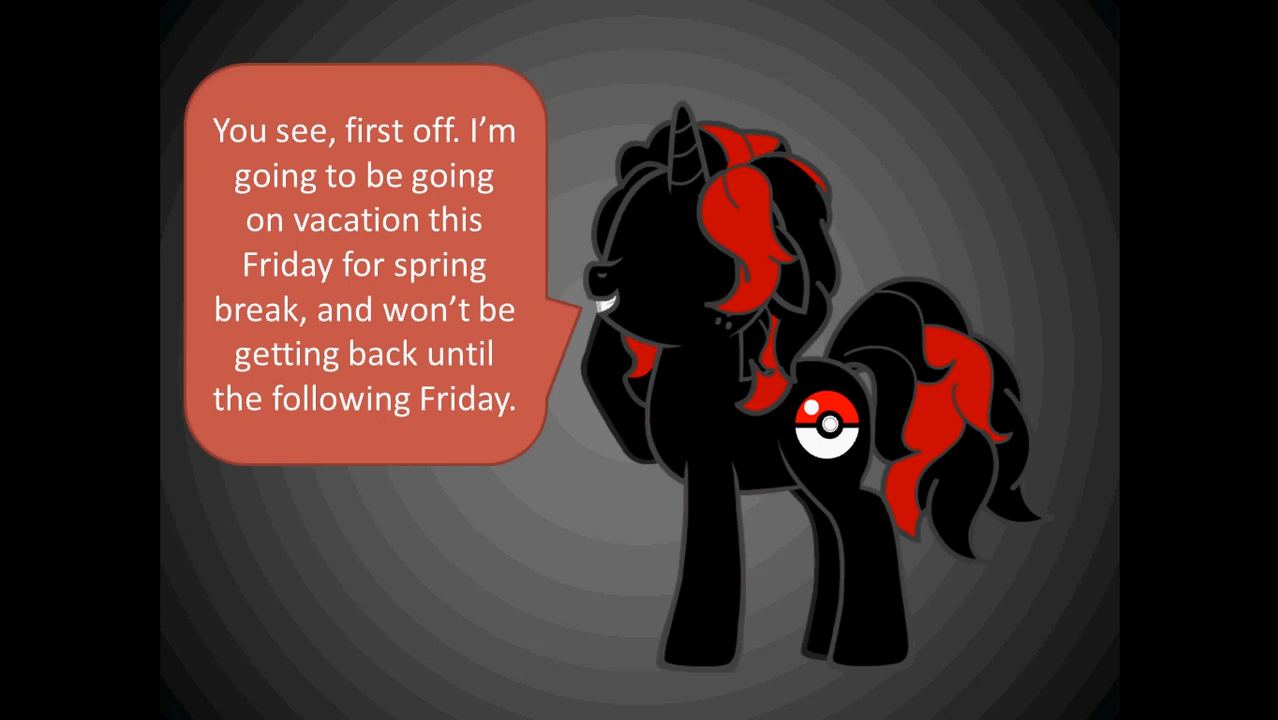 You see, first off. I’m
going to be going
on vacation this
Friday for spring
break, and won’t be
getting back until
the following Friday.